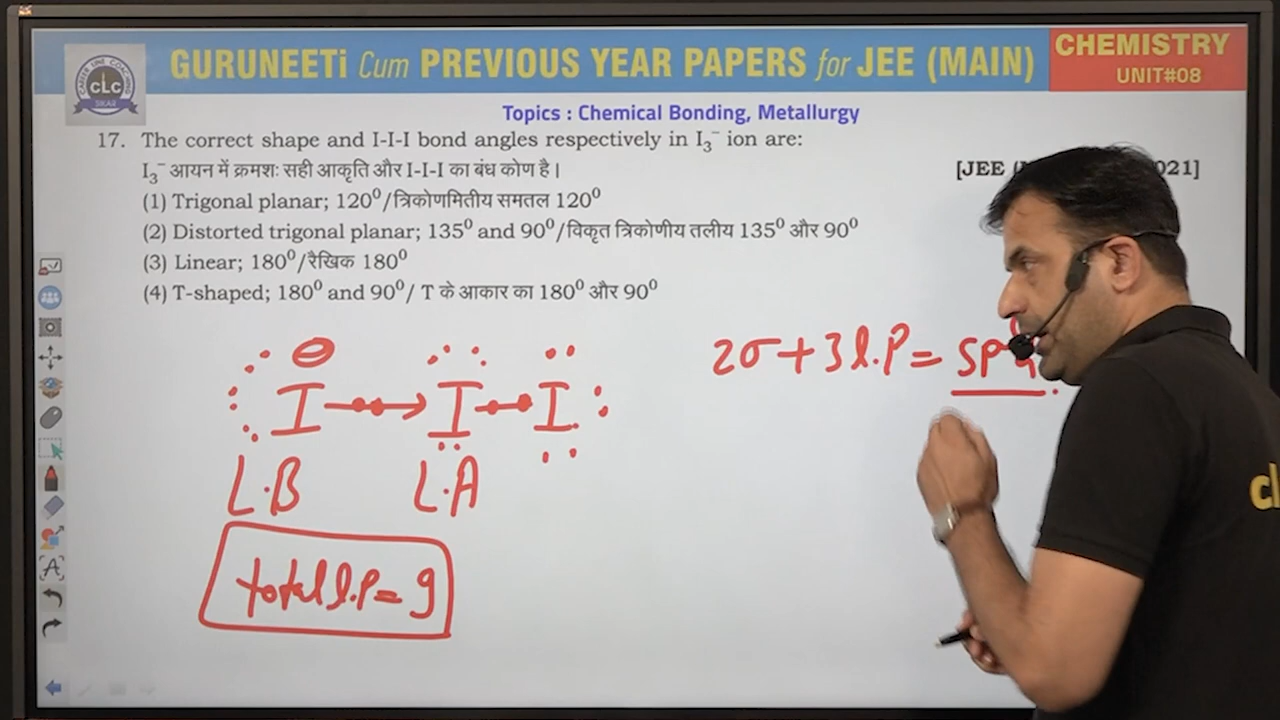 GURUNEETi Cum PREVIOUS YEAR PAPERS for JEE (MAIN)
CHEMISTRY
UNIT#08
CLC
SIKAR
Topics : Chemical Bonding, Metallurgy
17. The correct shape and I-I-I bond angles respectively in I₃⁻ ion are:
I₃⁻ आयन में क्रमशः सही आकृति और I-I-I का बंध कोण है।
[JEE 021]
(1) Trigonal planar; 120⁰/त्रिकोणमितीय समतल 120⁰
(2) Distorted trigonal planar; 135⁰ and 90⁰/विकृत त्रिकोणीय तलीय 135⁰ और 90⁰
(3) Linear; 180⁰/रैखिक 180⁰
(4) T-shaped; 180⁰ and 90⁰/ T के आकार का 180⁰ और 90⁰
2σ+3l.P= SP
I I I
L.B L.A
total l.P= 9
A
cl